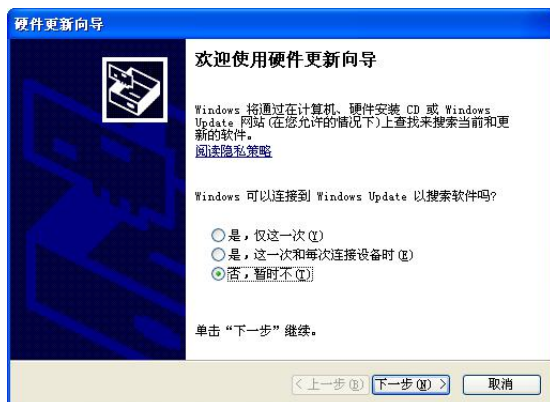 硬件更新向导
欢迎使用硬件更新向导
Windows 将通过在计算机、硬件安装 CD 或 Windows
Update 网站(在您允许的情况下)上查找来搜索当前和更
新的软件。
阅读隐私策略
Windows 可以连接到 Windows Update 以搜索软件吗?
是，仅这一次(Y)
是，这一次和每次连接设备时(E)
否，暂时不(T)
单击“下一步”继续。
< 上一步(B) 下一步(N) > 取消